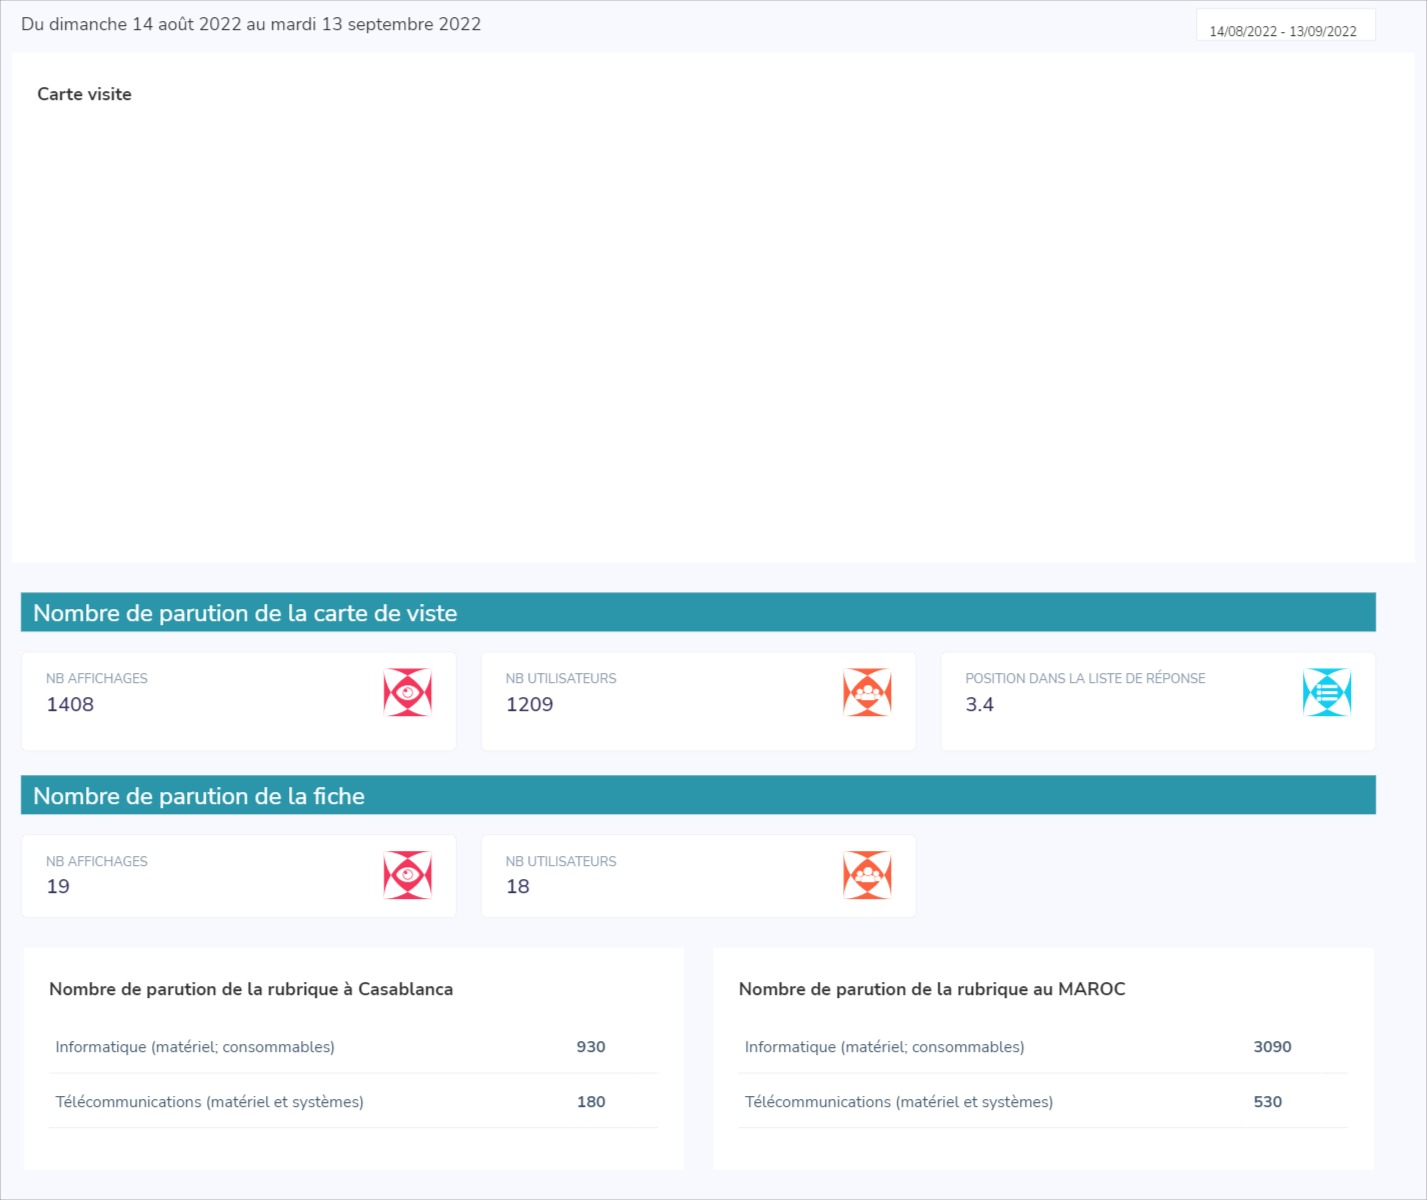 Du dimanche 14 août 2022 au mardi 13 septembre 2022
14/08/2022 - 13/09/2022
Carte visite
Nombre de parution de la carte de viste
NB AFFICHAGES
1408
NB UTILISATEURS
1209
POSITION DANS LA LISTE DE RÉPONSE
3.4
Nombre de parution de la fiche
NB AFFICHAGES
19
NB UTILISATEURS
18
Nombre de parution de la rubrique à Casablanca
Informatique (matériel; consommables) 930
Télécommunications (matériel et systèmes) 180
Nombre de parution de la rubrique au MAROC
Informatique (matériel; consommables) 3090
Télécommunications (matériel et systèmes) 530